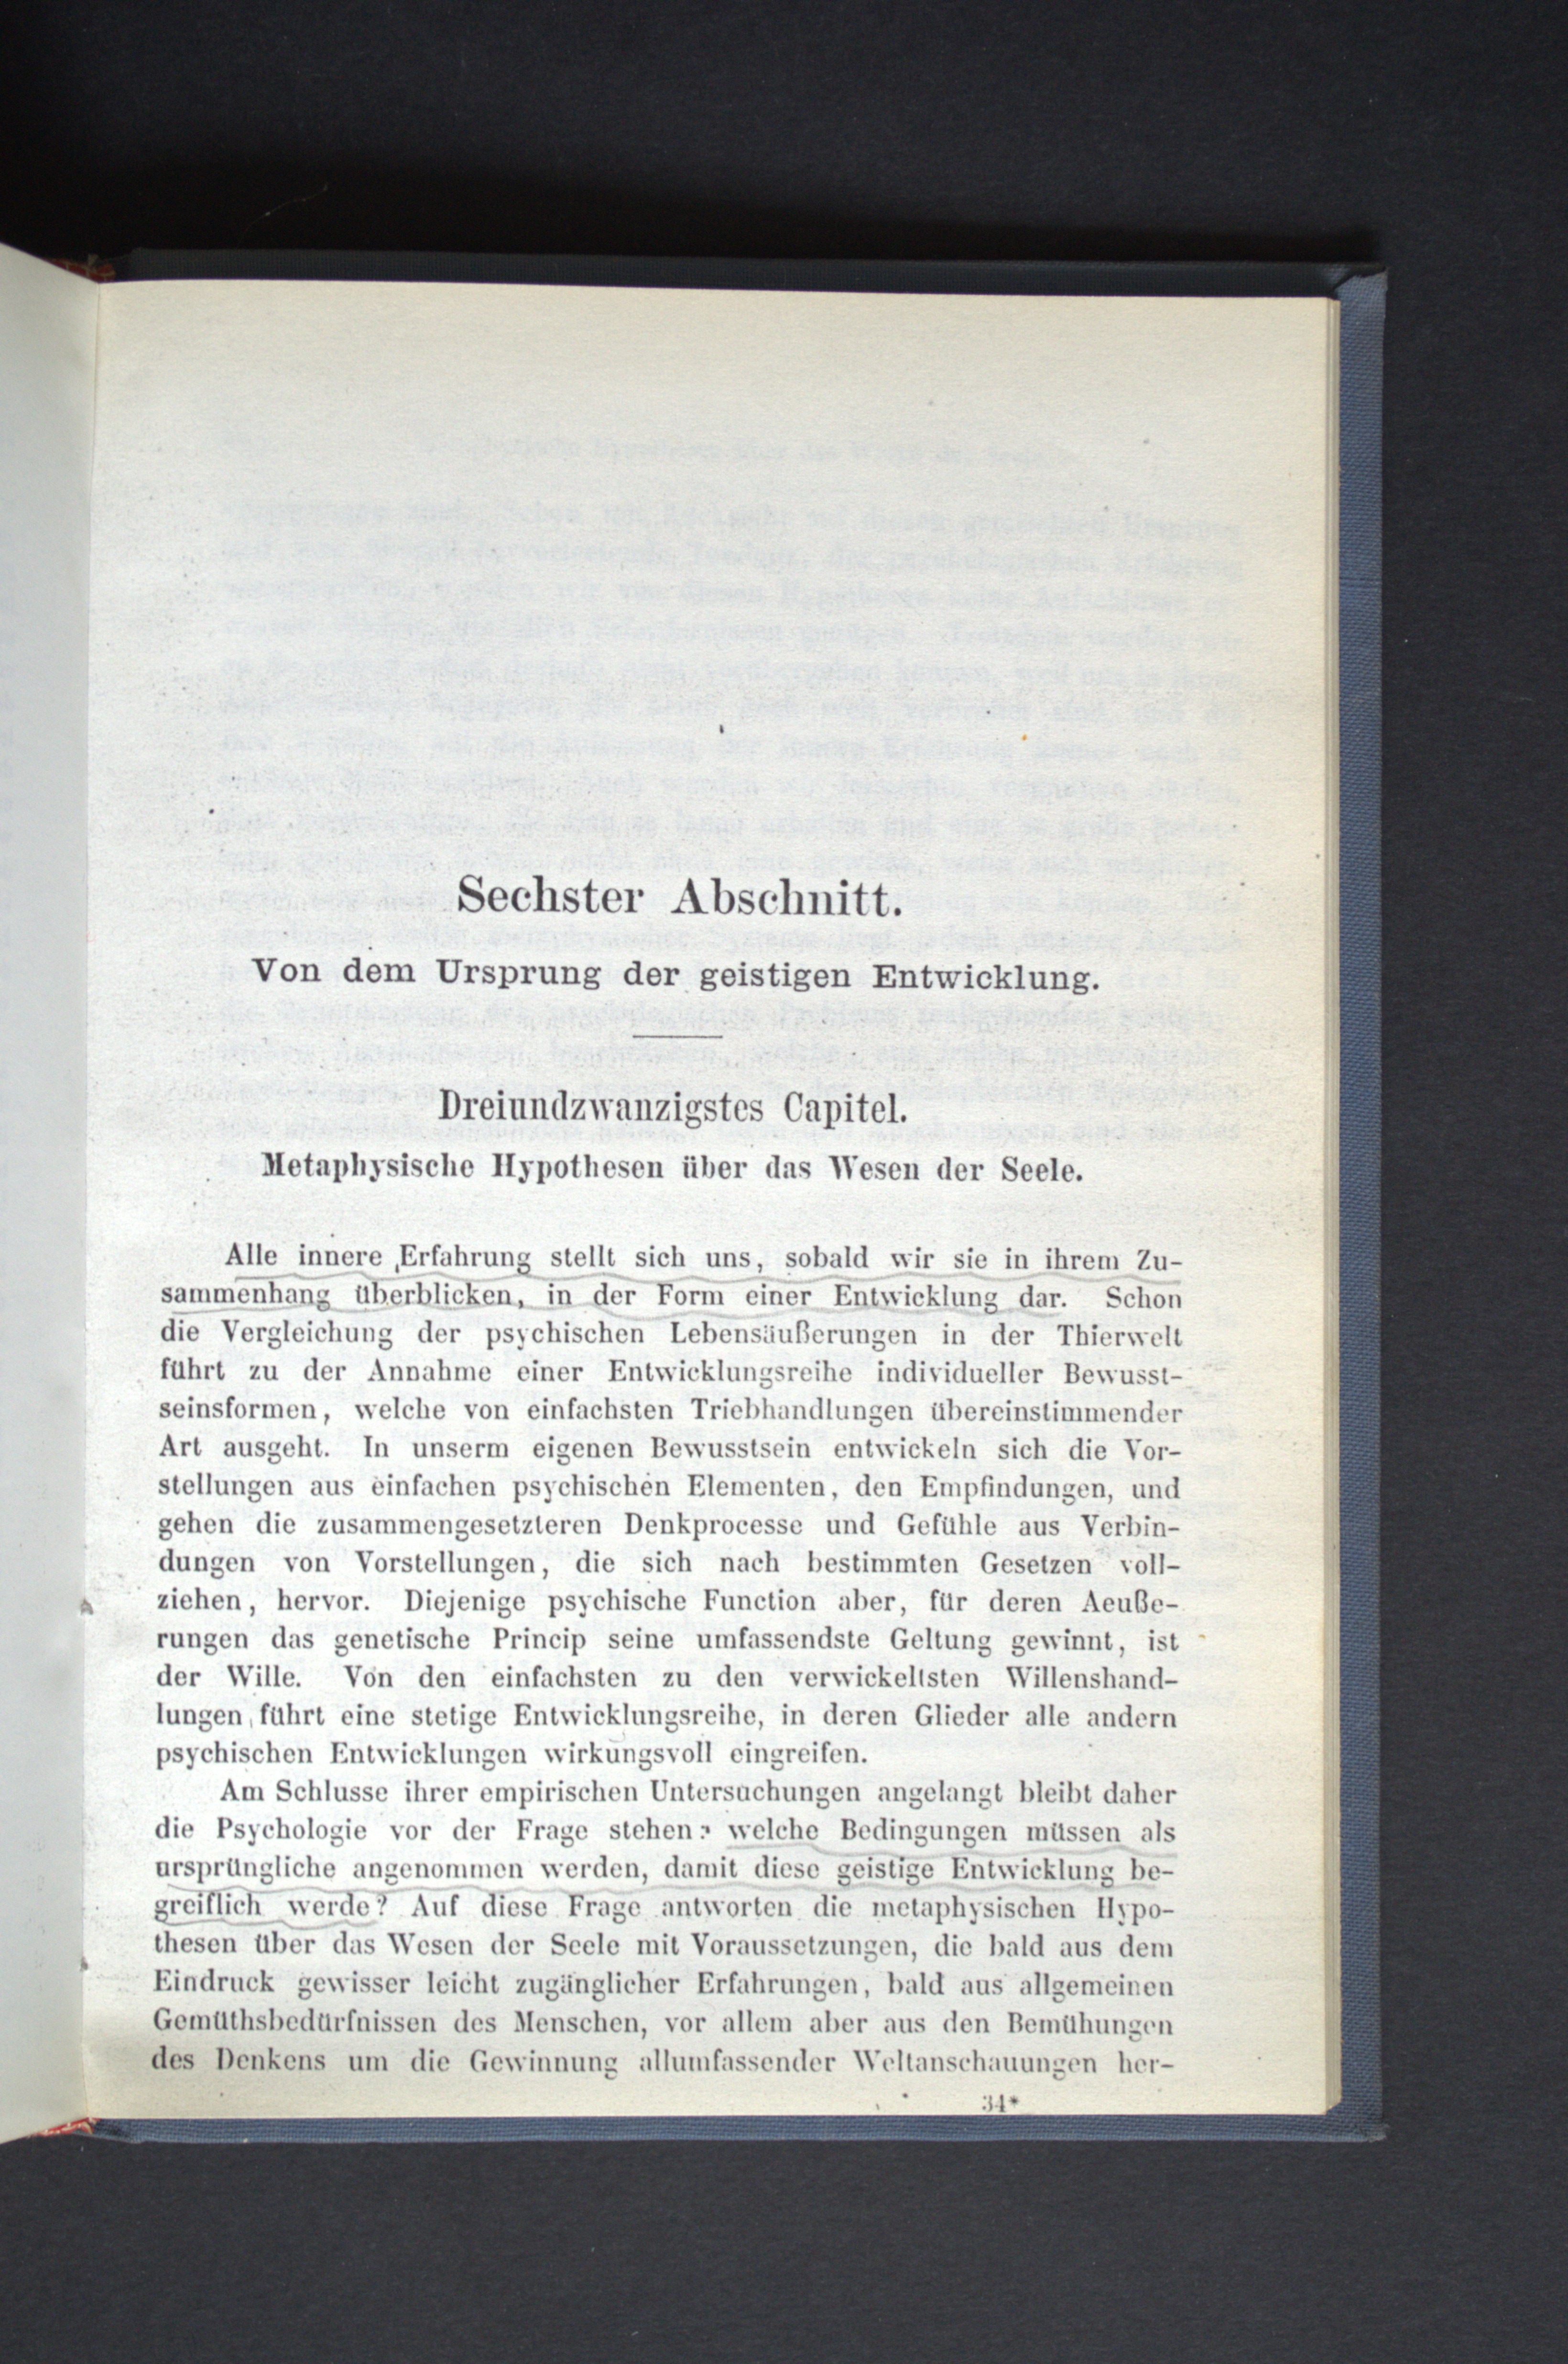 Sechster Abschnitt.
Von dem Ursprung der geistigen Entwicklung.
Dreiundzwanzigstes Capitel.
Metaphysische Hypothesen über das Wesen der Seele.
Alle innere Erfahrung stellt sich uns, sobald wir sie in ihrem Zu-
sammenhang überblicken, in der Form einer Entwicklung dar. Schon
die Vergleichung der psychischen Lebensäußerungen in der Thierwelt
führt zu der Annahme einer Entwicklungsreihe individueller Bewusst-
seinsformen, welche von einfachsten Triebhandlungen übereinstimmender
Art ausgeht. In unserm eigenen Bewusstsein entwickeln sich die Vor-
stellungen aus einfachen psychischen Elementen, den Empfindungen, und
gehen die zusammengesetzteren Denkprocesse und Gefühle aus Verbin-
dungen von Vorstellungen, die sich nach bestimmten Gesetzen voll-
ziehen, hervor. Diejenige psychische Function aber, für deren Aeuße-
rungen das genetische Princip seine umfassendste Geltung gewinnt, ist
der Wille. Von den einfachsten zu den verwickeltsten Willenshand-
lungen führt eine stetige Entwicklungsreihe, in deren Glieder alle andern
psychischen Entwicklungen wirkungsvoll eingreifen.
Am Schlusse ihrer empirischen Untersuchungen angelangt bleibt daher
die Psychologie vor der Frage stehen: welche Bedingungen müssen als
ursprüngliche angenommen werden, damit diese geistige Entwicklung be-
greiflich werde? Auf diese Frage antworten die metaphysischen Hypo-
thesen über das Wesen der Seele mit Voraussetzungen, die bald aus dem
Eindruck gewisser leicht zugänglicher Erfahrungen, bald aus allgemeinen
Gemüthsbedürfnissen des Menschen, vor allem aber aus den Bemühungen
des Denkens um die Gewinnung allumfassender Weltanschauungen her-
34*